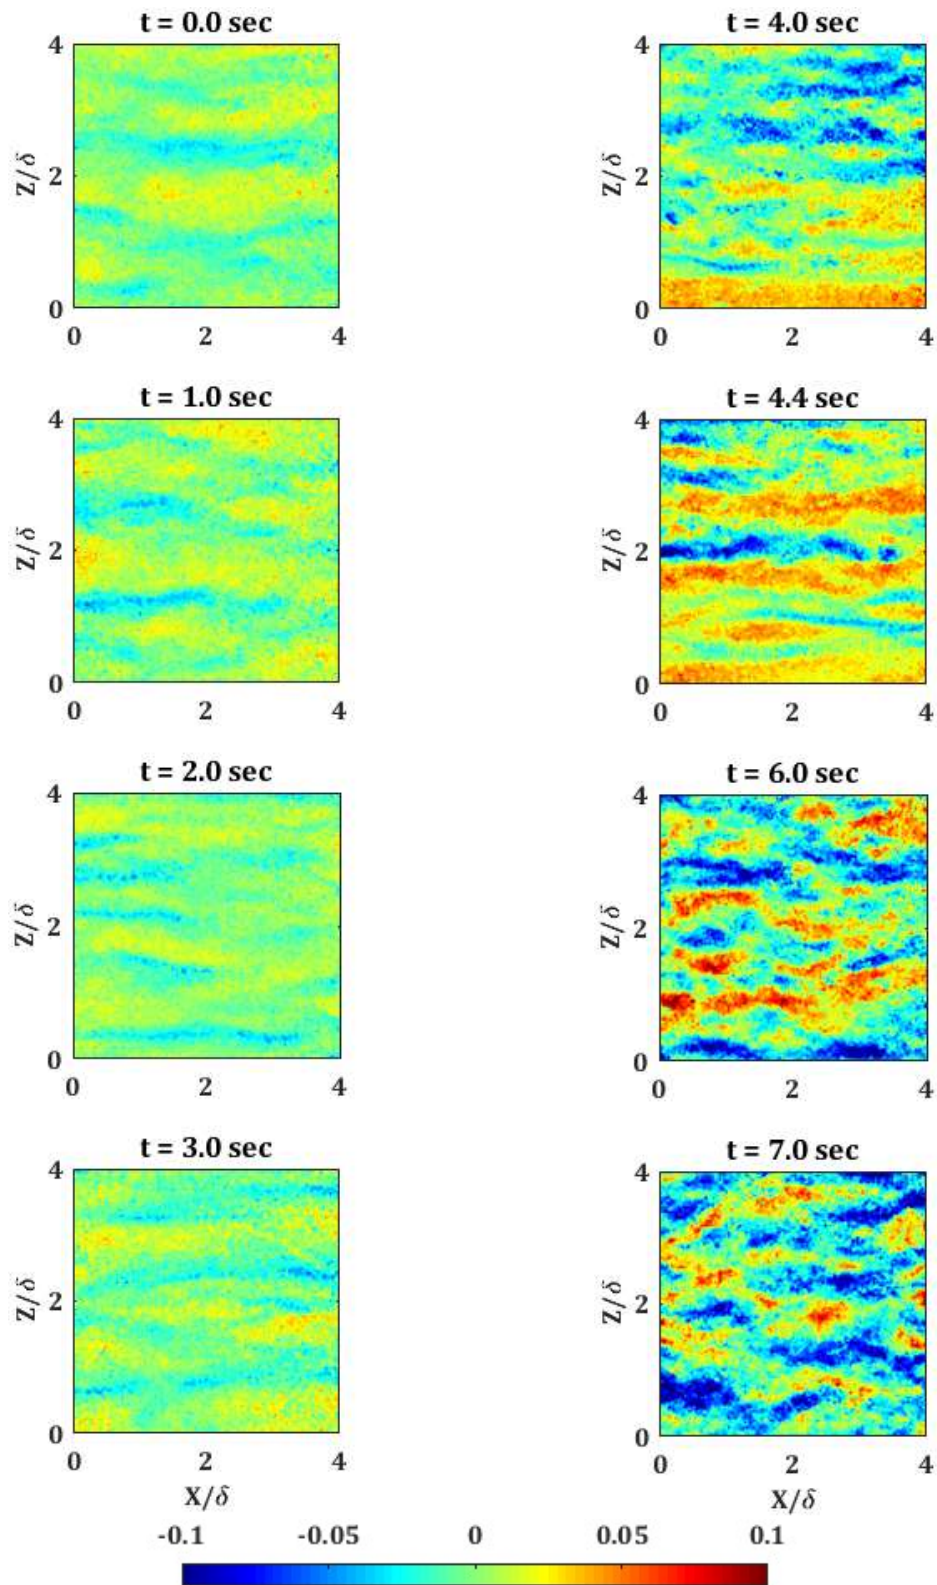 t = 0.0 sec
t = 4.0 sec
4
2
0
Z/δ
0 2 4
4
2
0
Z/δ
0 2 4
t = 1.0 sec
t = 4.4 sec
4
2
0
Z/δ
0 2 4
4
2
0
Z/δ
0 2 4
t = 2.0 sec
t = 6.0 sec
4
2
0
Z/δ
0 2 4
4
2
0
Z/δ
0 2 4
t = 3.0 sec
t = 7.0 sec
4
2
0
Z/δ
0 2 4
X/δ
4
2
0
Z/δ
0 2 4
X/δ
-0.1 -0.05 0 0.05 0.1